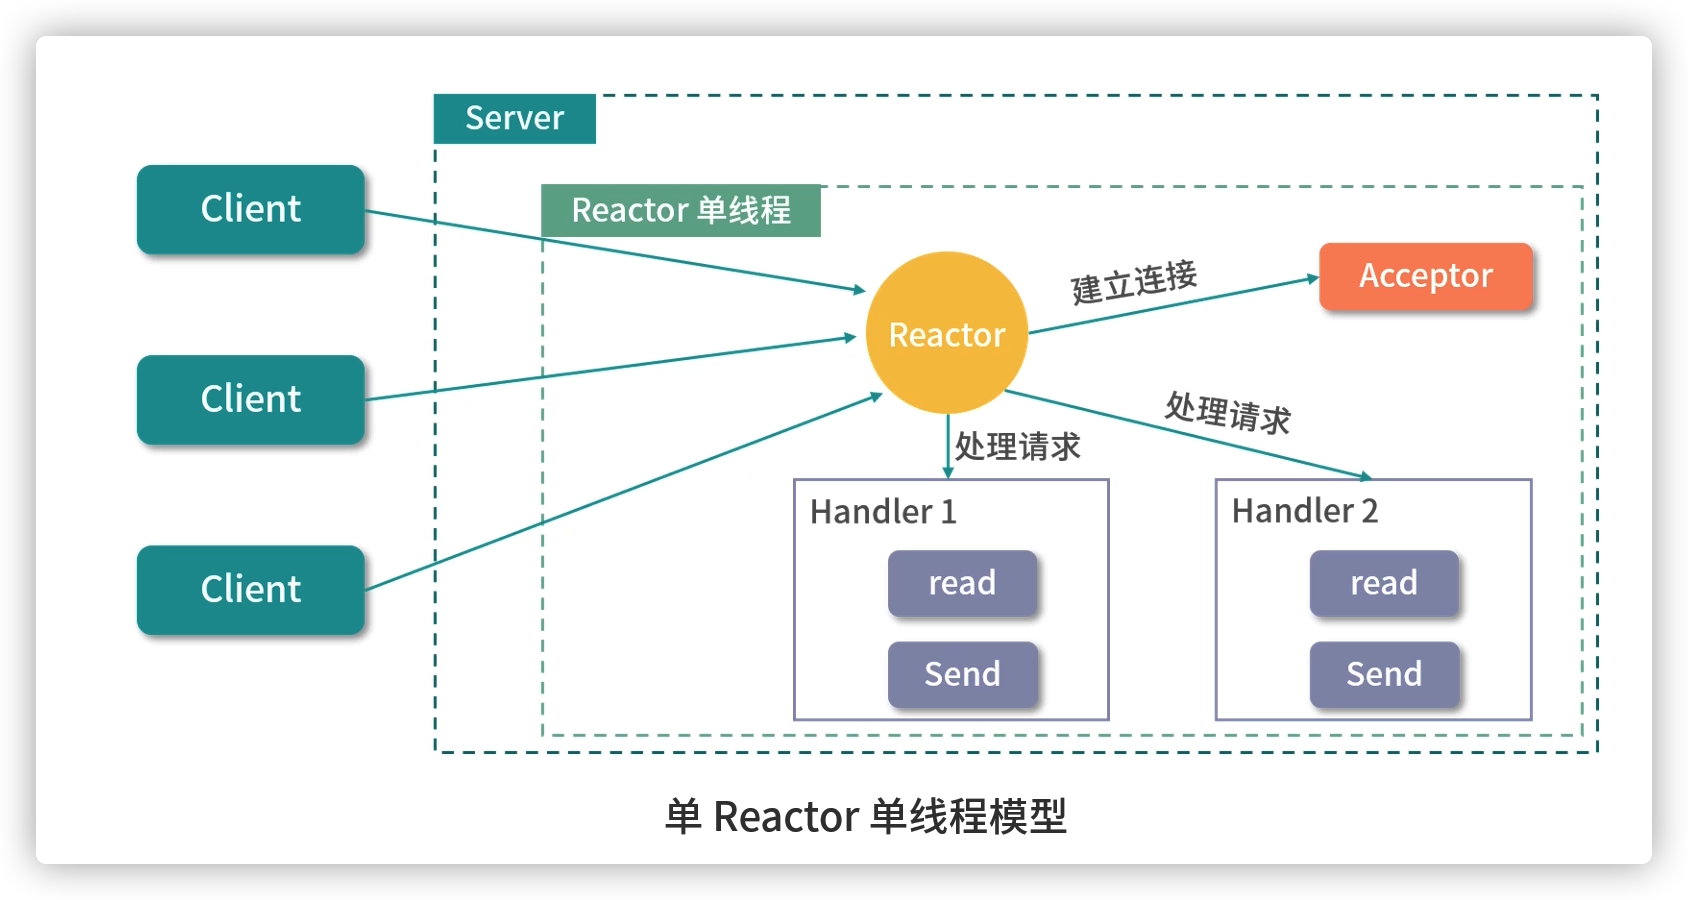 Server
Client
Reactor 单线程
建立连接
Acceptor
Reactor
Client
处理请求
处理请求
Handler 1
Handler 2
read
read
Client
Send
Send
单 Reactor 单线程模型